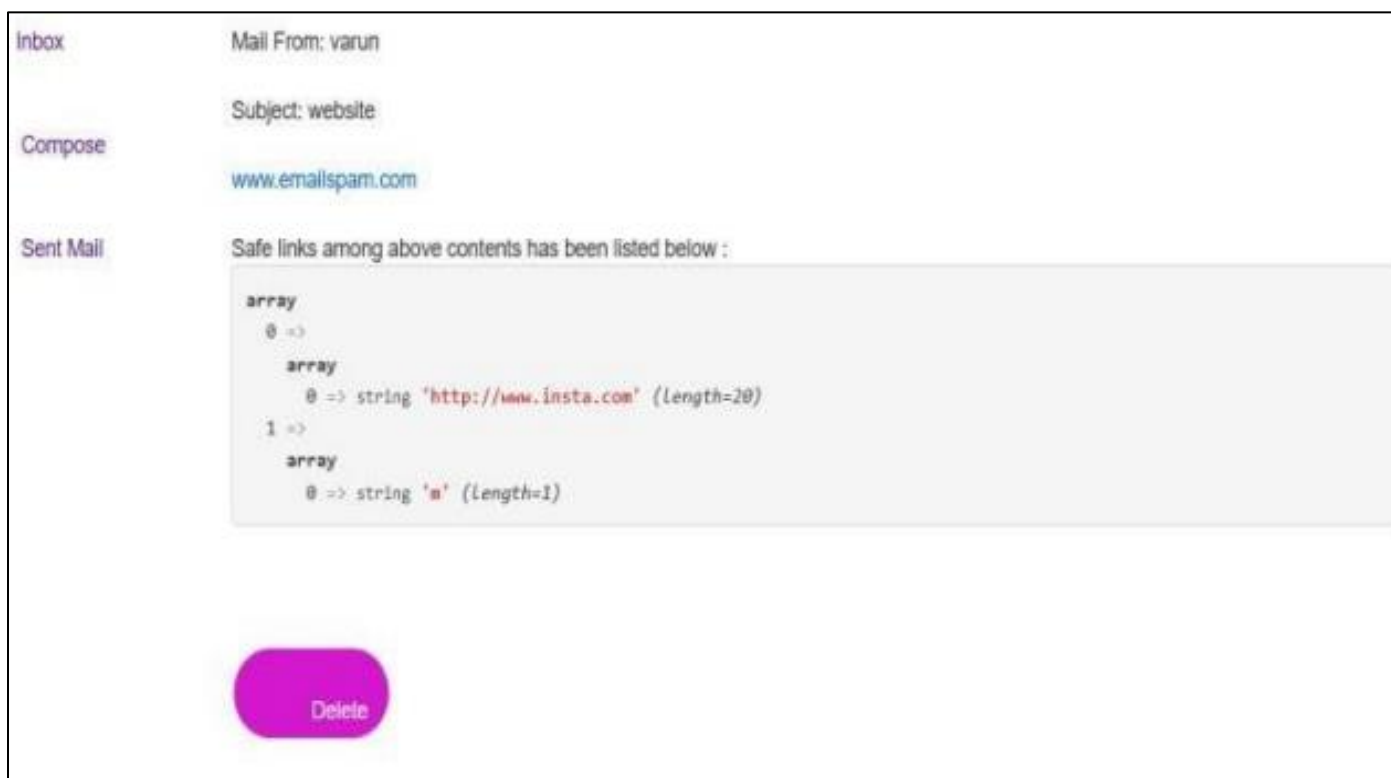 Inbox
Mail From: varun
Subject: website
Compose
www.emailspam.com
Sent Mail
Safe links among above contents has been listed below :
array
0 =>
array
0 => string 'http://www.insta.com' (length=20)
1 =>
array
0 => string 'm' (length=1)
Delete